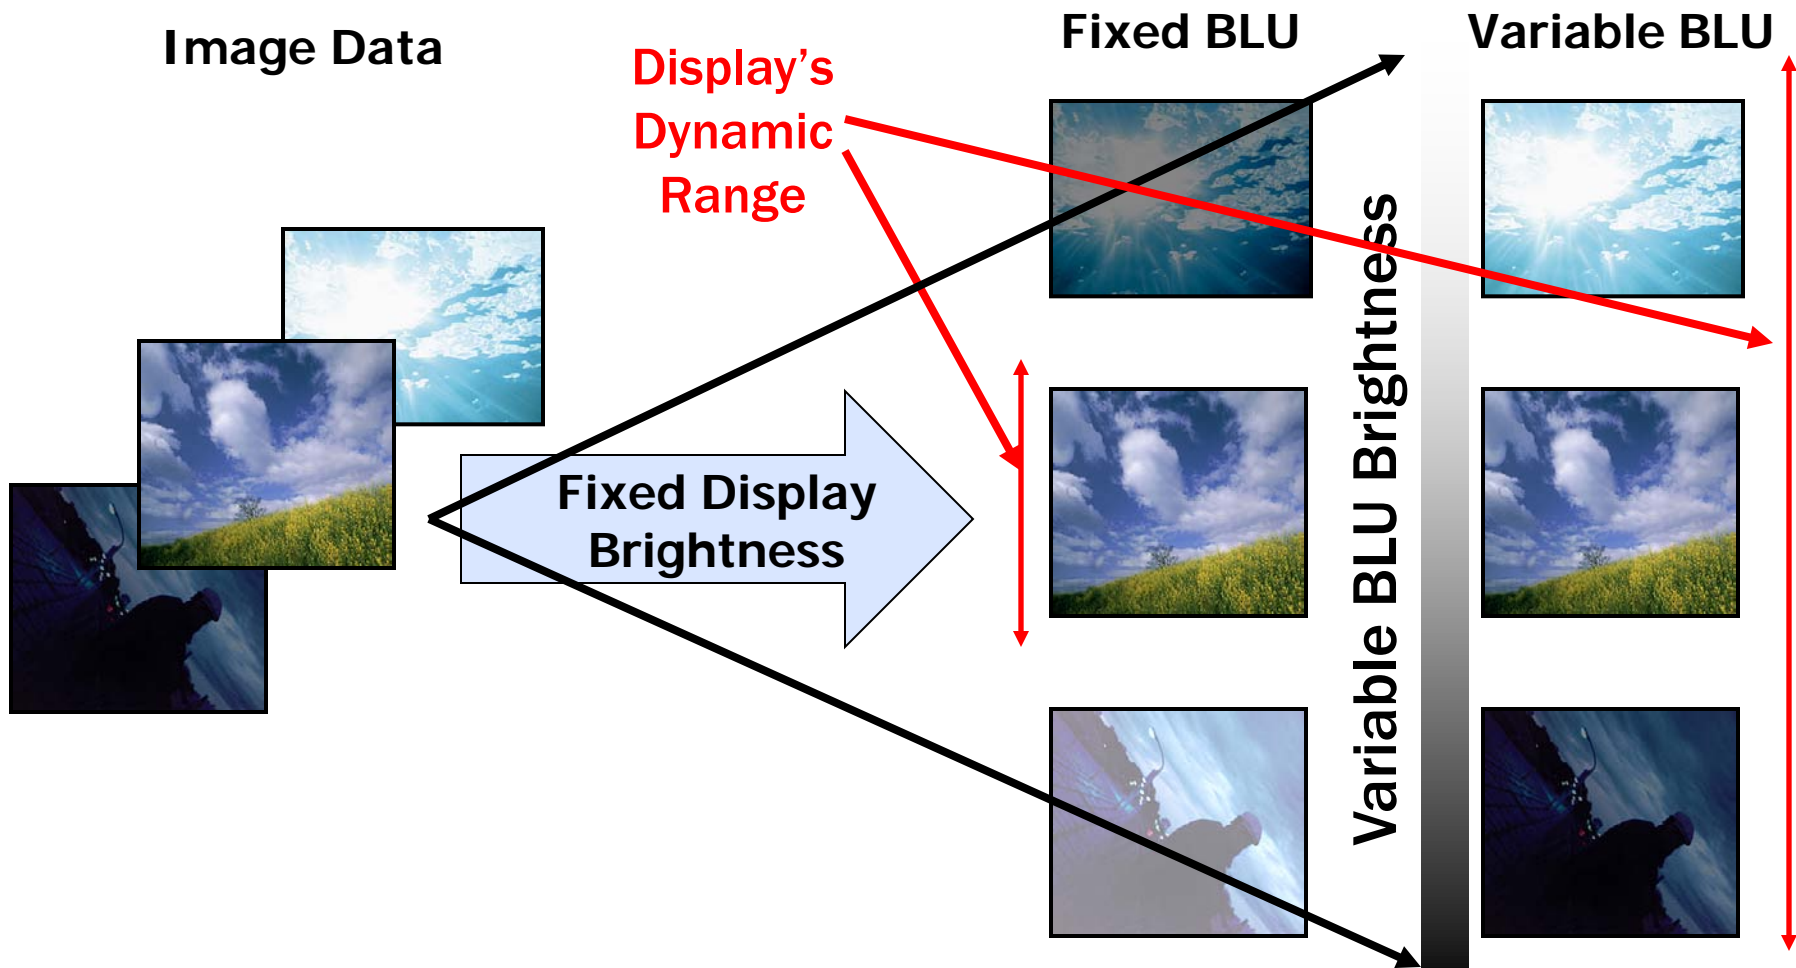 Image Data
Display's
Dynamic
Range
Fixed BLU
Variable BLU
Fixed Display
Brightness
Variable BLU Brightness